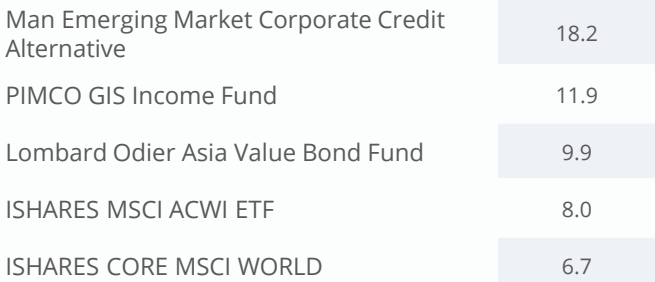 Man Emerging Market Corporate Credit
Alternative
18.2
PIMCO GIS Income Fund
11.9
Lombard Odier Asia Value Bond Fund
9.9
ISHARES MSCI ACWI ETF
8.0
ISHARES CORE MSCI WORLD
6.7